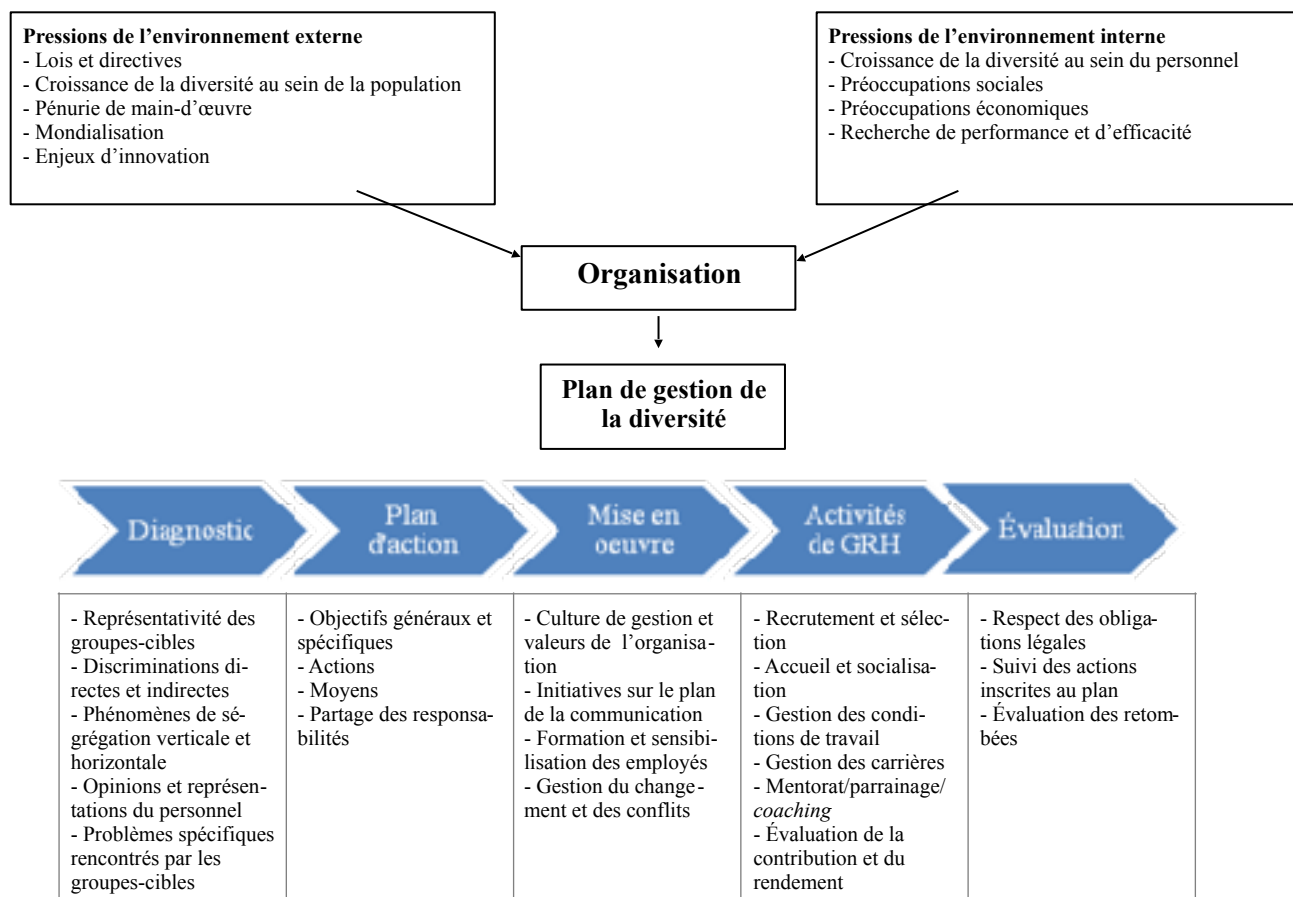 Pressions de l’environnement externe
- Lois et directives
- Croissance de la diversité au sein de la population
- Pénurie de main-d’œuvre
- Mondialisation
- Enjeux d’innovation
Pressions de l’environnement interne
- Croissance de la diversité au sein du personnel
- Préoccupations sociales
- Préoccupations économiques
- Recherche de performance et d’efficacité
Organisation
Plan de gestion de
la diversité
Diagnostic
Plan
d'action
Mise en
oeuvre
Activités
de GRH
Évaluation
- Représentativité des
groupes-cibles
- Discriminations di-
rectes et indirectes
- Phénomènes de sé-
grégation verticale et
horizontale
- Opinions et représen-
tations du personnel
- Problèmes spécifiques
rencontrés par les
groupes-cibles
- Objectifs généraux et
spécifiques
- Actions
- Moyens
- Partage des responsa-
bilités
- Culture de gestion et
valeurs de l’organisa-
tion
- Initiatives sur le plan
de la communication
- Formation et sensibi-
lisation des employés
- Gestion du change-
ment et des conflits
- Recrutement et sélec-
tion
- Accueil et socialisa-
tion
- Gestion des condi-
tions de travail
- Gestion des carrières
- Mentorat/parrainage/
coaching
- Évaluation de la
contribution et du
rendement
- Respect des obliga-
tions légales
- Suivi des actions
inscrites au plan
- Évaluation des retom-
bées